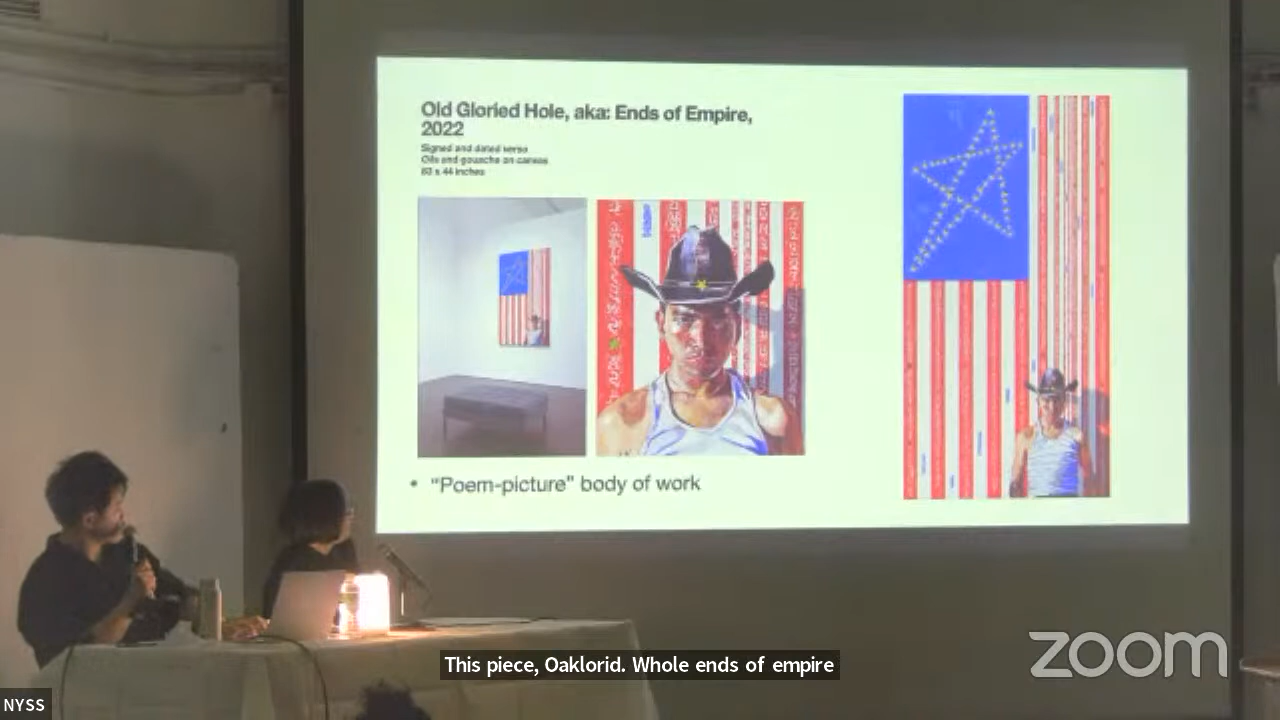 Old Gloried Hole, aka: Ends of Empire,
2022
Signed and dated verso
Oils and gouache on canvas
83 x 44 inches
• “Poem-picture” body of work
zoom
This piece, Oaklorid. Whole ends of empire
NYSS